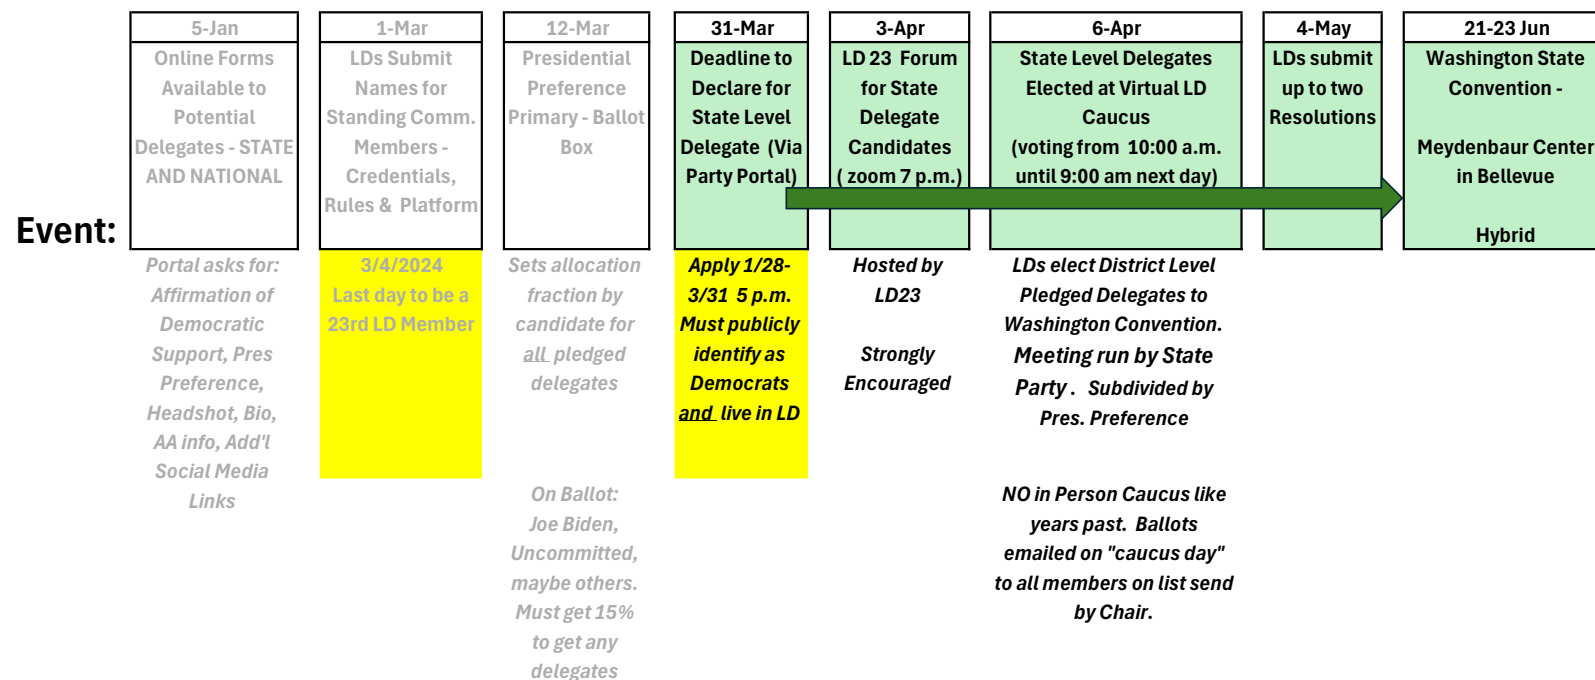 5-Jan
Online Forms
Available to
Potential
Delegates - STATE
AND NATIONAL
1-Mar
LDs Submit
Names for
Standing Comm.
Members -
Credentials,
Rules & Platform
12-Mar
Presidential
Preference
Primary - Ballot
Box
31-Mar
Deadline to
Declare for
State Level
Delegate (Via
Party Portal)
3-Apr
LD 23 Forum
for State
Delegate
Candidates
( zoom 7 p.m.)
6-Apr
State Level Delegates
Elected at Virtual LD
Caucus
(voting from 10:00 a.m.
until 9:00 am next day)
4-May
LDs submit
up to two
Resolutions
21-23 Jun
Washington State
Convention -
Meydenbaur Center
in Bellevue
Hybrid
Event:
Portal asks for:
Affirmation of
Democratic
Support, Pres
Preference,
Headshot, Bio,
AA info, Add'l
Social Media
Links
3/4/2024
Last day to be a
23rd LD Member
Sets allocation
fraction by
candidate for
all pledged
delegates
On Ballot:
Joe Biden,
Uncommitted,
maybe others.
Must get 15%
to get any
delegates
Apply 1/28-
3/31 5 p.m.
Must publicly
identify as
Democrats
and live in LD
Hosted by
LD23
Strongly
Encouraged
LDs elect District Level
Pledged Delegates to
Washington Convention.
Meeting run by State
Party . Subdivided by
Pres. Preference
NO in Person Caucus like
years past. Ballots
emailed on "caucus day"
to all members on list send
by Chair.